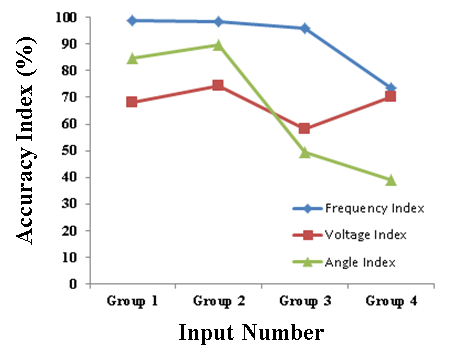 Accuracy Index (%)
100
90
80
70
60
50
40
30
20
10
0
Frequency Index
Voltage Index
Angle Index
Group 1 Group 2 Group 3 Group 4
Input Number